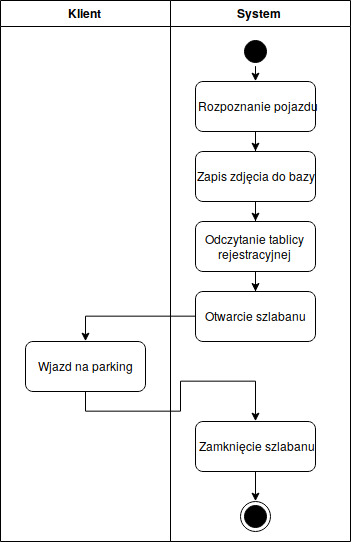 Klient
System
Rozpoznanie pojazdu
Zapis zdjęcia do bazy
Odczytanie tablicy
rejestracyjnej
Otwarcie szlabanu
Wjazd na parking
Zamknięcie szlabanu